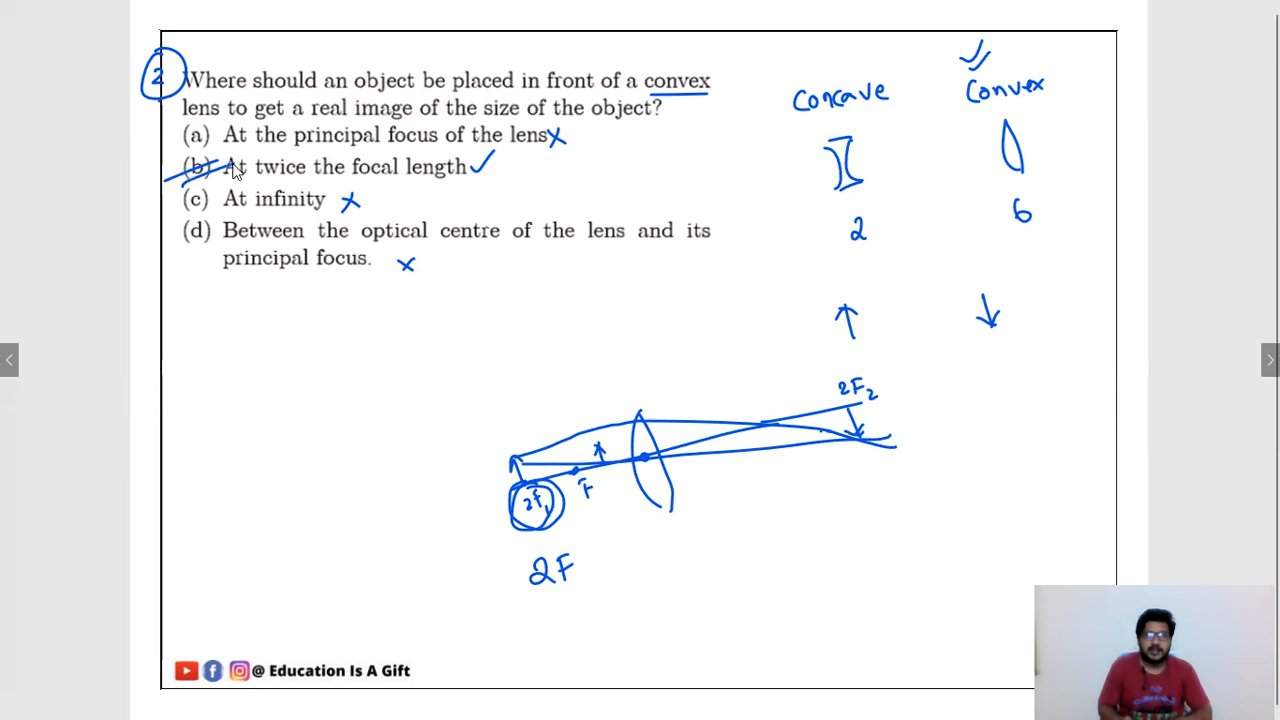 2
Where should an object be placed in front of a convex
lens to get a real image of the size of the object?
(a) At the principal focus of the lens
(b) At twice the focal length
(c) At infinity
(d) Between the optical centre of the lens and its
principal focus.
Concave
Convex
2
6
2F2
F
2F1
2F
@ Education Is A Gift